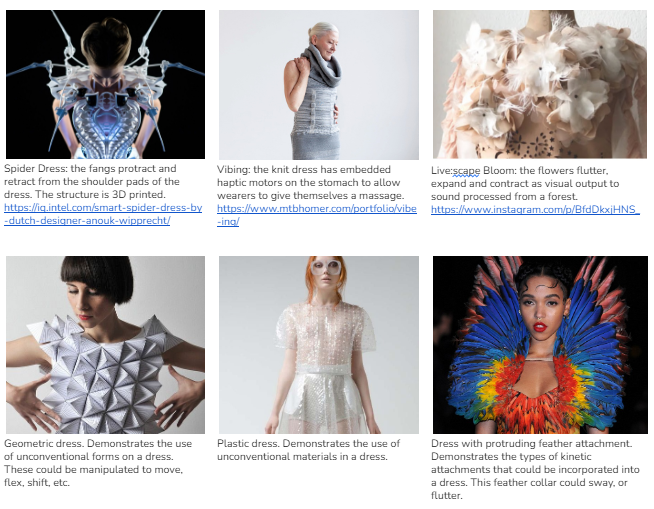 Spider Dress: the fangs protract and
retract from the shoulder pads of the
dress. The structure is 3D printed.
https://iq.intel.com/smart-spider-dress-by
-dutch-designer-anouk-wipprecht/
Vibing: the knit dress has embedded
haptic motors on the stomach to allow
wearers to give themselves a massage.
https://www.mtbhomer.com/portfolio/vibe
-ing/
Live:scape Bloom: the flowers flutter,
expand and contract as visual output to
sound processed from a forest.
https://www.instagram.com/p/BfdDkxjHNS_
Geometric dress. Demonstrates the use
of unconventional forms on a dress.
These could be manipulated to move,
flex, shift, etc.
Plastic dress. Demonstrates the use of
unconventional materials in a dress.
Dress with protruding feather attachment.
Demonstrates the types of kinetic
attachments that could be incorporated into
a dress. This feather collar could sway, or
flutter.